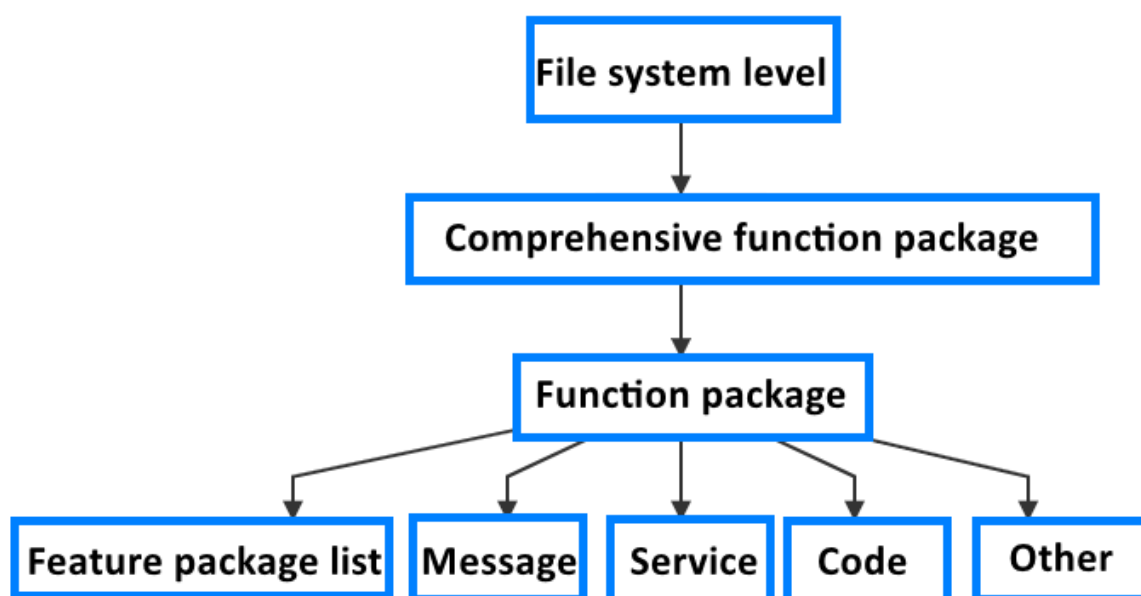 File system level
Comprehensive function package
Function package
Feature package list
Message
Service
Code
Other